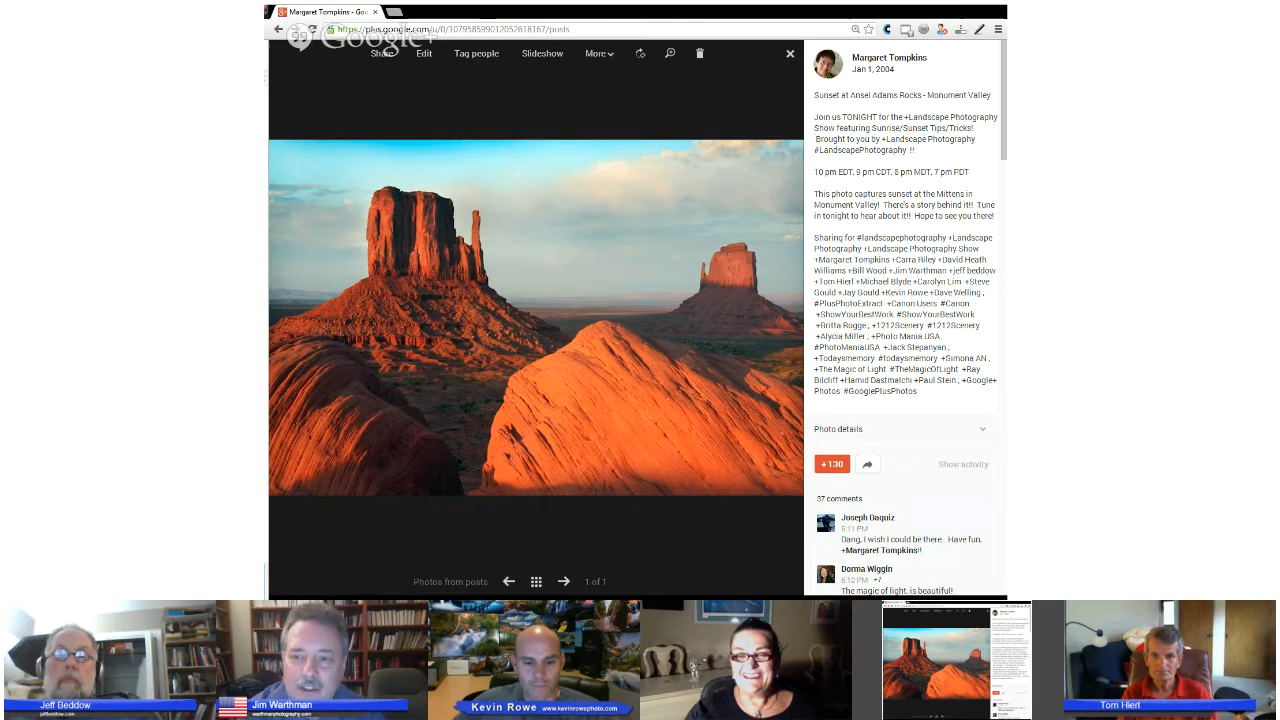 Margaret Tompkins - Goo
https://plus.google.com/u/0/107958599012052618167/posts
Google+
Share Edit Tag people Slideshow More
Margaret Tompkins
Jan 1, 2004
Sunset at Ansel Adams Rocks - Monument Valley
Join us TONIGHT for the +Landscape Photography
Show featuring Sunrise/Sunset Tips/Tricks!
Brought to you by +Landscape Photography
#LandscapePhotography !!
10 pm EDT, 9 pm CDT, 8 pm MDT, 7 pm PDT
This photo captures sunset at the Mittens in
Monument Valley! There's a story behind it!! Tune
in tonight to hear about it!! Hope to see you there!
Sharing for #landscapephotography +Landscape
Photography +Landscape Photography Show
+Margaret Tompkins +Carra Riley +David Heath
Williams +Bill Wood +Jim Warthman +jeff beddow
+Tom Hierl +Michael Blyde +Carolyn Lim +Steve
Gould +Jay Gould +Kevin Rowe +Dave Welling ;
#PlusPhotoExtract +Canon Users #Canon
+ShowYourBestWork #ShowYourBestWork
+Britta Rogge ; +1212Scenery #1212Scenery
+Alycia Miller ; +Photo Mania USA
#PhotoManiaUSA +Jack Stepanyan ;
+Todaysmemory #todaysmemory +Simona AN ;
+The Magic of Light #TheMagicOfLight +Ray
Bilcliff +Hamid Dastmalchi +Paul Stein ; +Google+
Photos #GooglePlusPhotos
Photo details
+130
Show activity
37 comments
Joseph Daquiz
6:11 PM
Dang, I wish I could be there. Have fun,
+Margaret Tompkins!!
Dorma Wiggin
6:12 PM +1
The magic of light, is beautiful!
Photos from posts 1 of 1
Jeff Beddow
jeffbeddow.com
Jim Warthman
Kevin Rowe www.kevinrowephoto.com
Tom Hierl